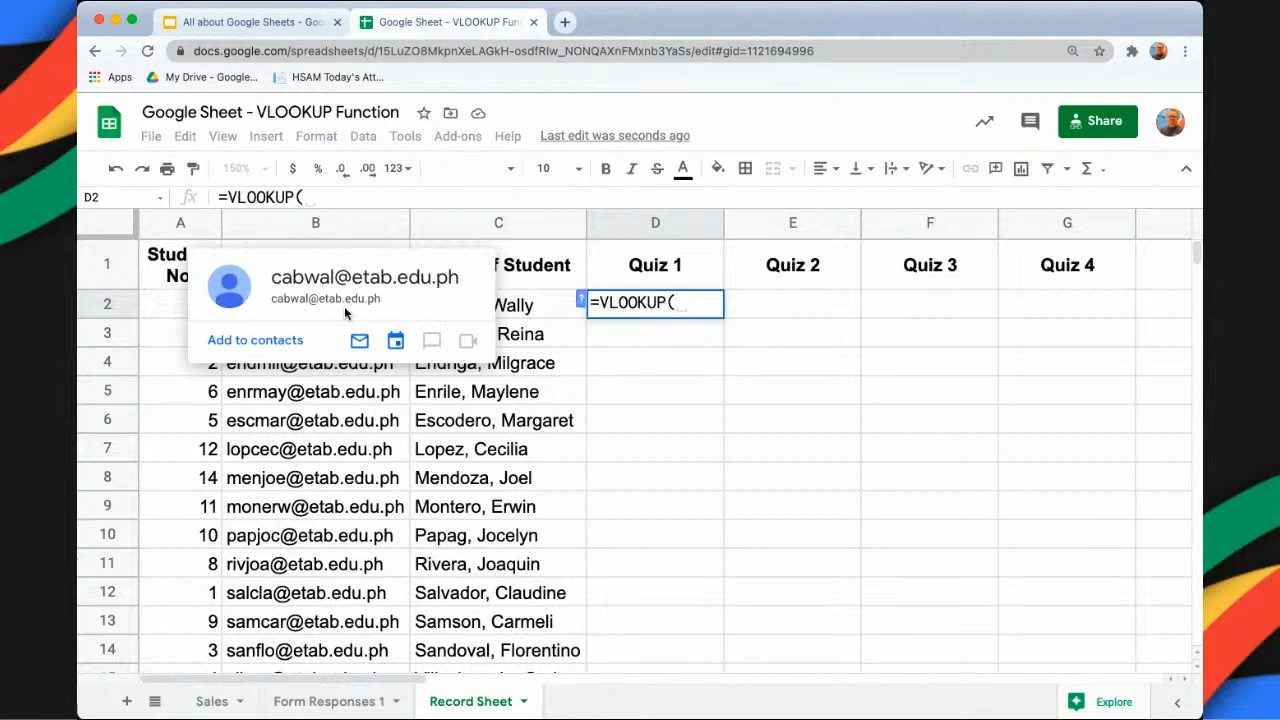 All about Google Sheets - Goo
Google Sheet - VLOOKUP Fun
docs.google.com/spreadsheets/d/15LuZO8MkpnXeLAGkH-osdfRIw_NONQAXnFMxnb3YaSs/edit#gid=1121694996
Apps My Drive - Google... HSAM Today's Att...
Google Sheet - VLOOKUP Function
File Edit View Insert Format Data Tools Add-ons Help Last edit was seconds ago
Share
150% $ % .0 .00 123 10 B I S A
D2 fx =VLOOKUP(
A B C D E F G
1 Stud f Student Quiz 1 Quiz 2 Quiz 3 Quiz 4
No
cabwal@etab.edu.ph
cabwal@etab.edu.ph
Add to contacts
2 Wally ? =VLOOKUP(
3 Reina
4 2 endmil@etab.edu.ph Endriga, Milgrace
5 6 enrmay@etab.edu.ph Enrile, Maylene
6 5 escmar@etab.edu.ph Escodero, Margaret
7 12 lopcec@etab.edu.ph Lopez, Cecilia
8 14 menjoe@etab.edu.ph Mendoza, Joel
9 11 monerw@etab.edu.ph Montero, Erwin
10 10 papjoc@etab.edu.ph Papag, Jocelyn
11 8 rivjoa@etab.edu.ph Rivera, Joaquin
12 1 salcla@etab.edu.ph Salvador, Claudine
13 9 samcar@etab.edu.ph Samson, Carmeli
14 3 sanflo@etab.edu.ph Sandoval, Florentino
Sales Form Responses 1 Record Sheet Explore